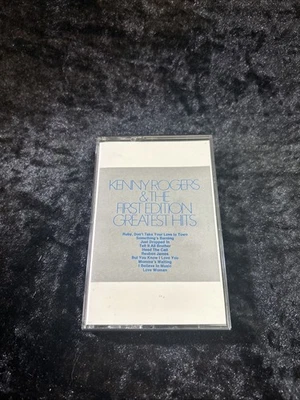 KENNY ROGERS
& THE
FIRST EDITION
GREATEST HITS
Ruby, Don't Take Your Love to Town
Something's Burning
Just Dropped In
Tell It All Brother
Heed The Call
Reuben James
But You Know I Love You
Momma's Waiting
I Believe In Music
Love Woman